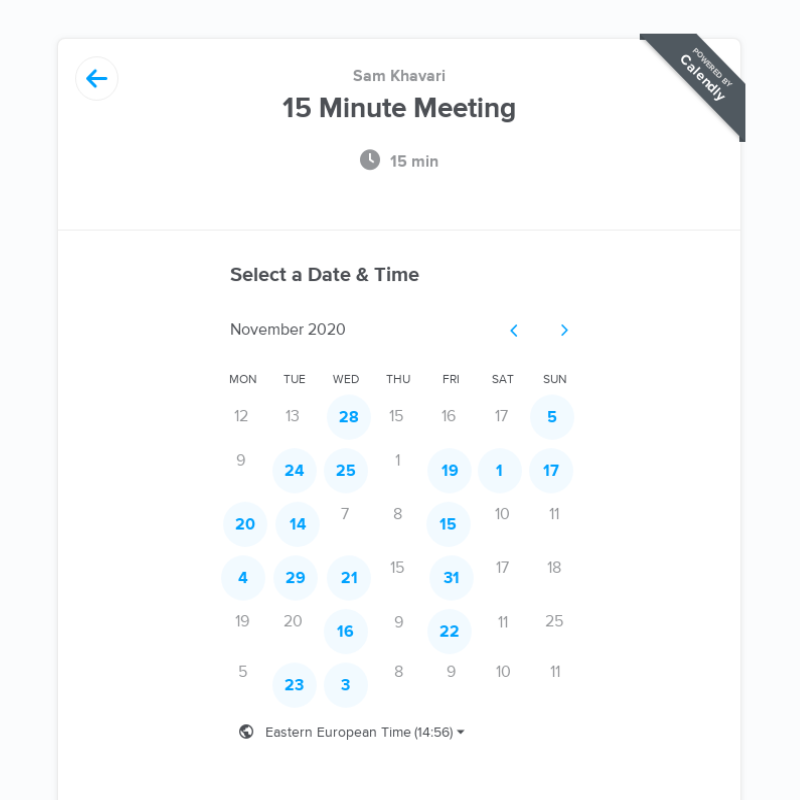 Sam Khavari
POWERED BY
Calendly
15 Minute Meeting
15 min
Select a Date & Time
November 2020
MON TUE WED THU FRI SAT SUN
12 13 28 15 16 17 5
9 24 25 1 19 1 17
20 14 7 8 15 10 11
4 29 21 15 31 17 18
19 20 16 9 22 11 25
5 23 3 8 9 10 11
Eastern European Time (14:56)